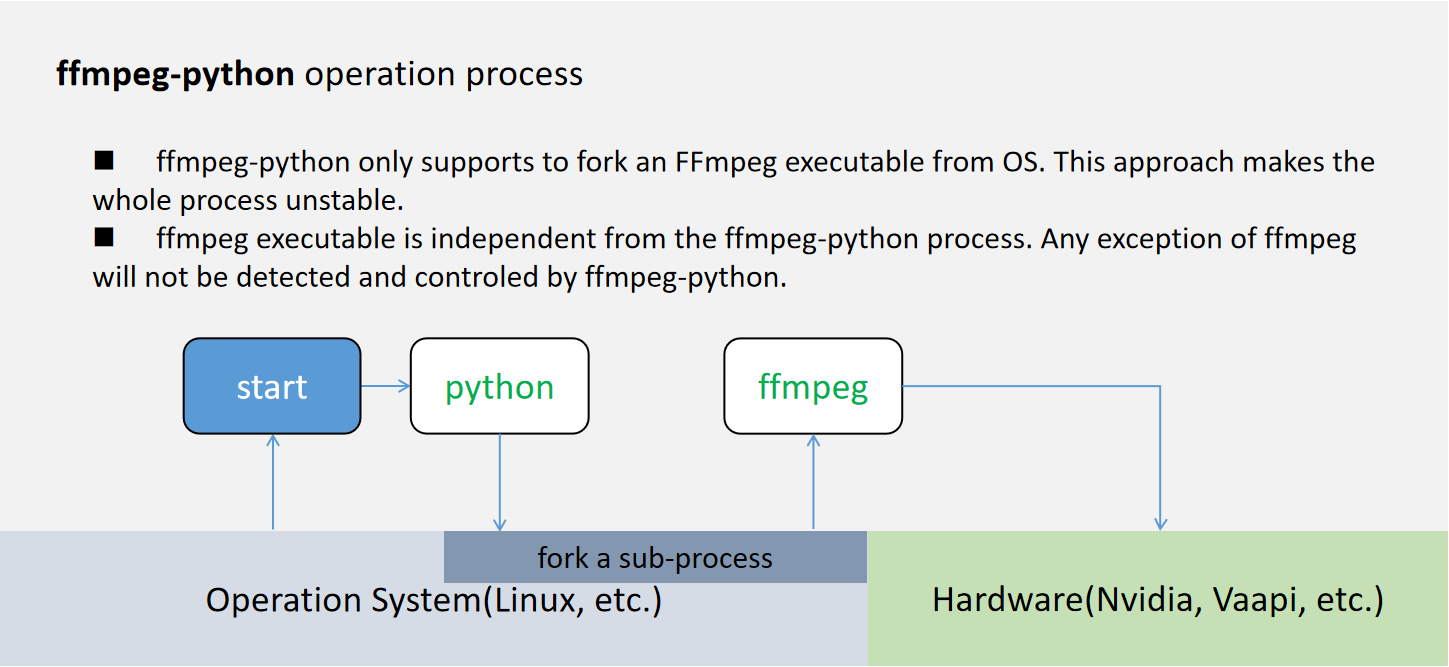 ffmpeg-python operation process
ffmpeg-python only supports to fork an FFmpeg executable from OS. This approach makes the
whole process unstable.
ffmpeg executable is independent from the ffmpeg-python process. Any exception of ffmpeg
will not be detected and controled by ffmpeg-python.
start
python
ffmpeg
fork a sub-process
Operation System(Linux, etc.)
Hardware(Nvidia, Vaapi, etc.)